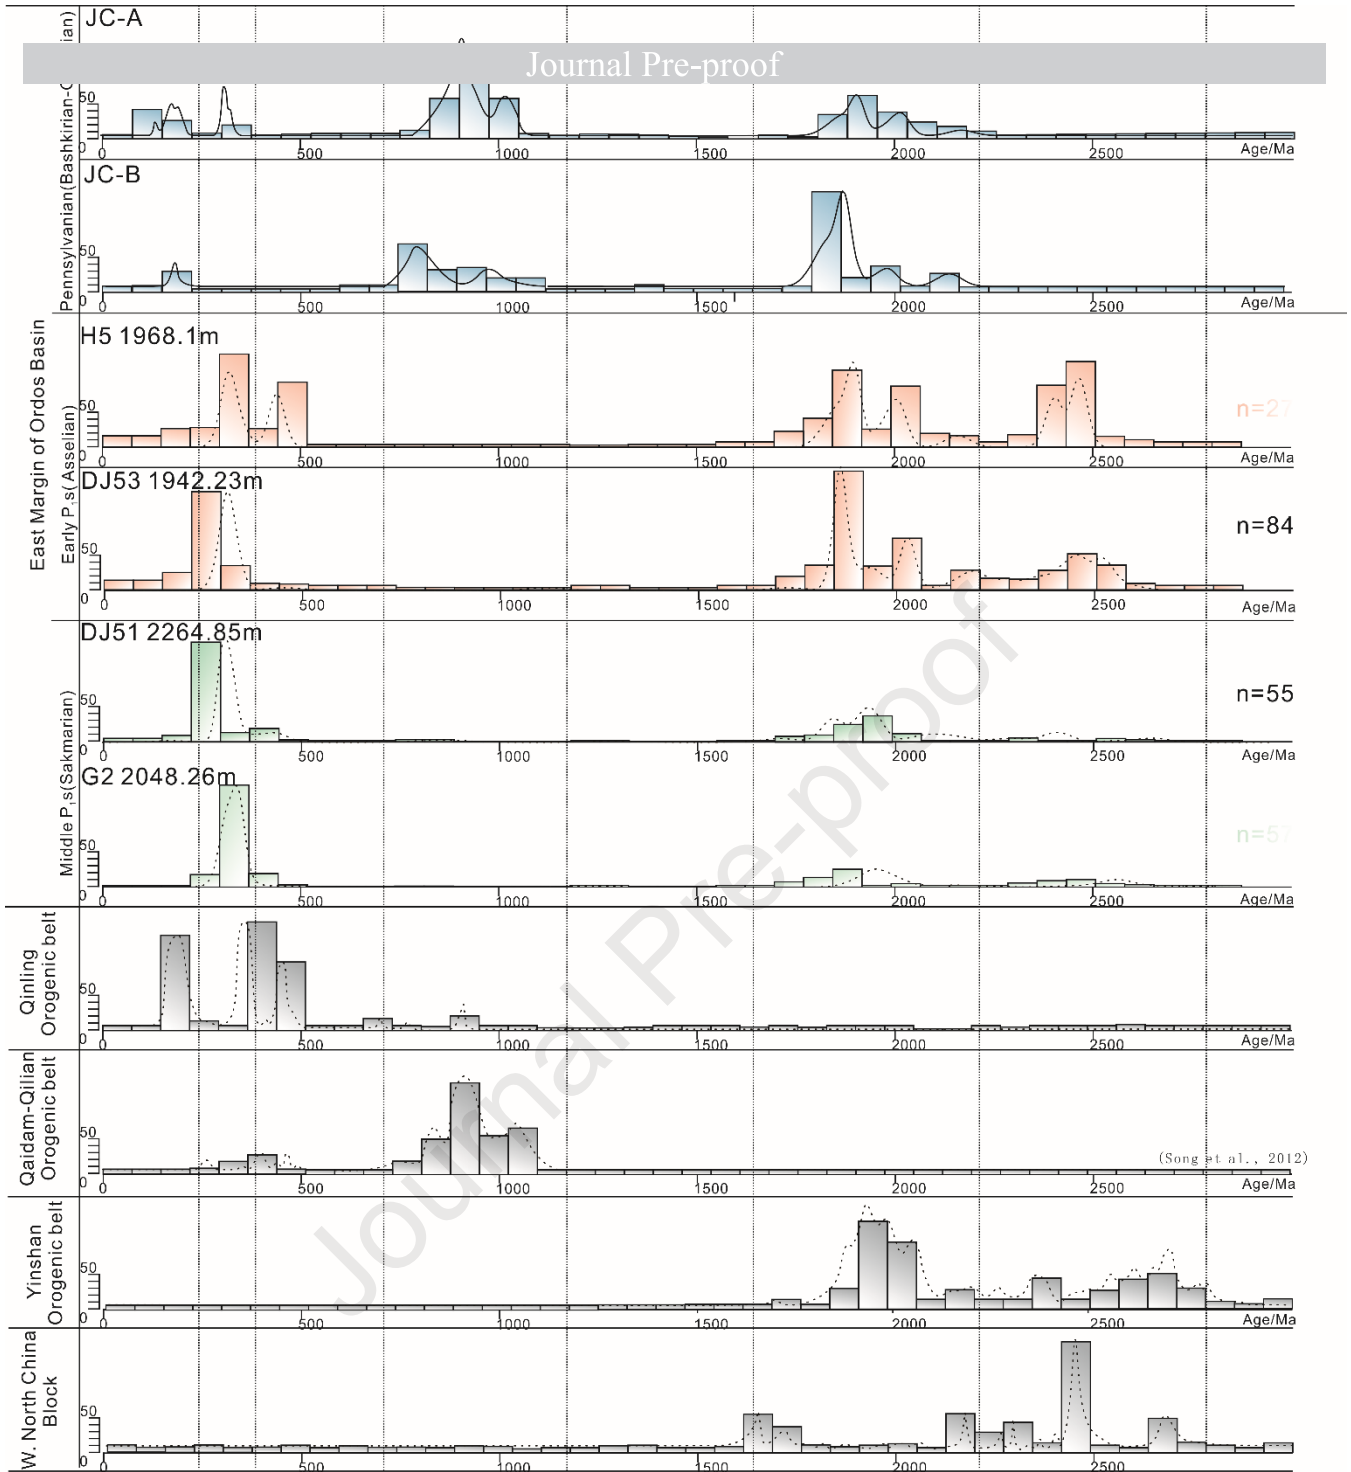 JC-A
Journal Pre-proof
50
0 500 1000 1500 2000 2500 Age/Ma
JC-B
50
0 500 1000 1500 2000 2500 Age/Ma
Pennsylvanian(Bashkirian-
East Margin of Ordos Basin
H5 1968.1m
50
n=27
0 500 1000 1500 2000 2500 Age/Ma
Early P₁s(Asselian)
DJ53 1942.23m
n=84
50
0 500 1000 1500 2000 2500 Age/Ma
DJ51 2264.85m
n=55
50
0 500 1000 1500 2000 2500 Age/Ma
Middle P₁s(Sakmarian)
G2 2048.26m
n=57
50
0 500 1000 1500 2000 2500 Age/Ma
Qinling
Orogenic belt
50
0 500 1000 1500 2000 2500 Age/Ma
Qaidam-Qilian
Orogenic belt
50
(Song et al., 2012)
0 500 1000 1500 2000 2500 Age/Ma
Yinshan
Orogenic belt
50
0 500 1000 1500 2000 2500 Age/Ma
W. North China
Block
50
0 500 1000 1500 2000 2500 Age/Ma
Journal Pre-proof